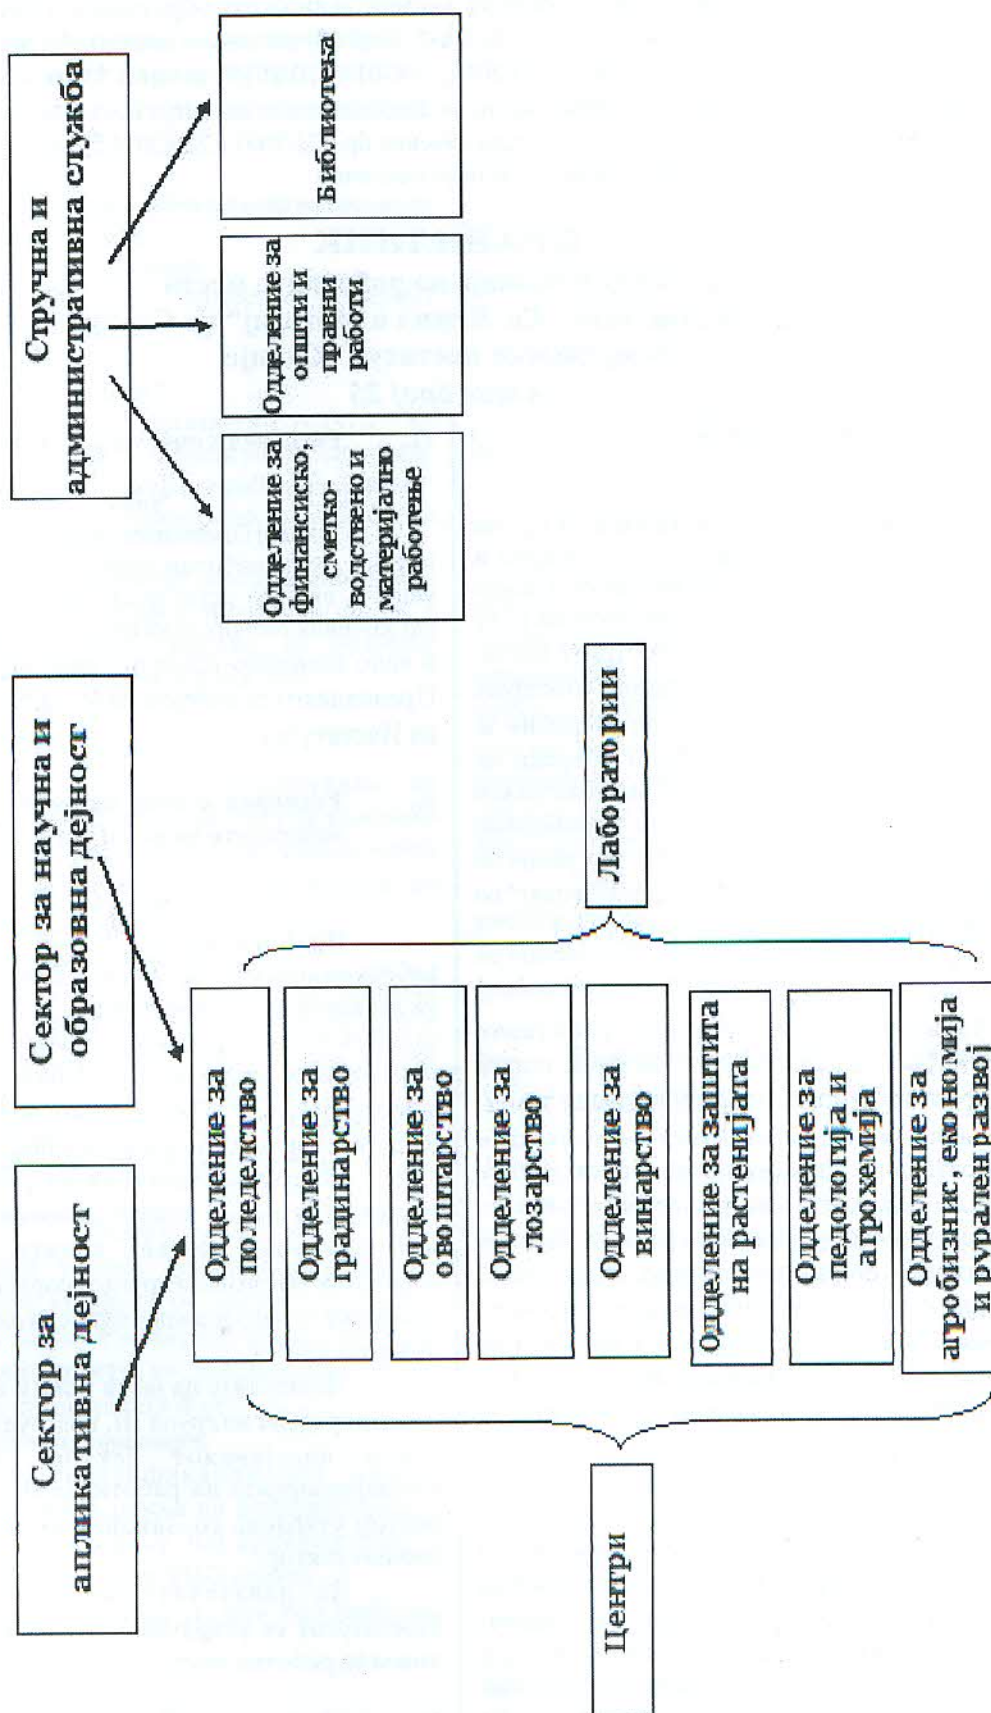 Сектор за
апликативна дејност
Сектор за научна и
образовна дејност
Стручна и
административна служба
Одделение за
поледелство
Одделение за
градинарство
Одделение за
овоштарство
Одделение за
лозарство
Одделение за
винарство
Одделение за заштита
на растенијата
Одделение за
педологија и
агрохемија
Одделение за
агробизнис, економија
и рурален развој
Центри
Лаборатории
Одделение за
финансиско,
сметко-
водствено и
материјално
работење
Одделение за
општи и
правни
работи
Библиотека